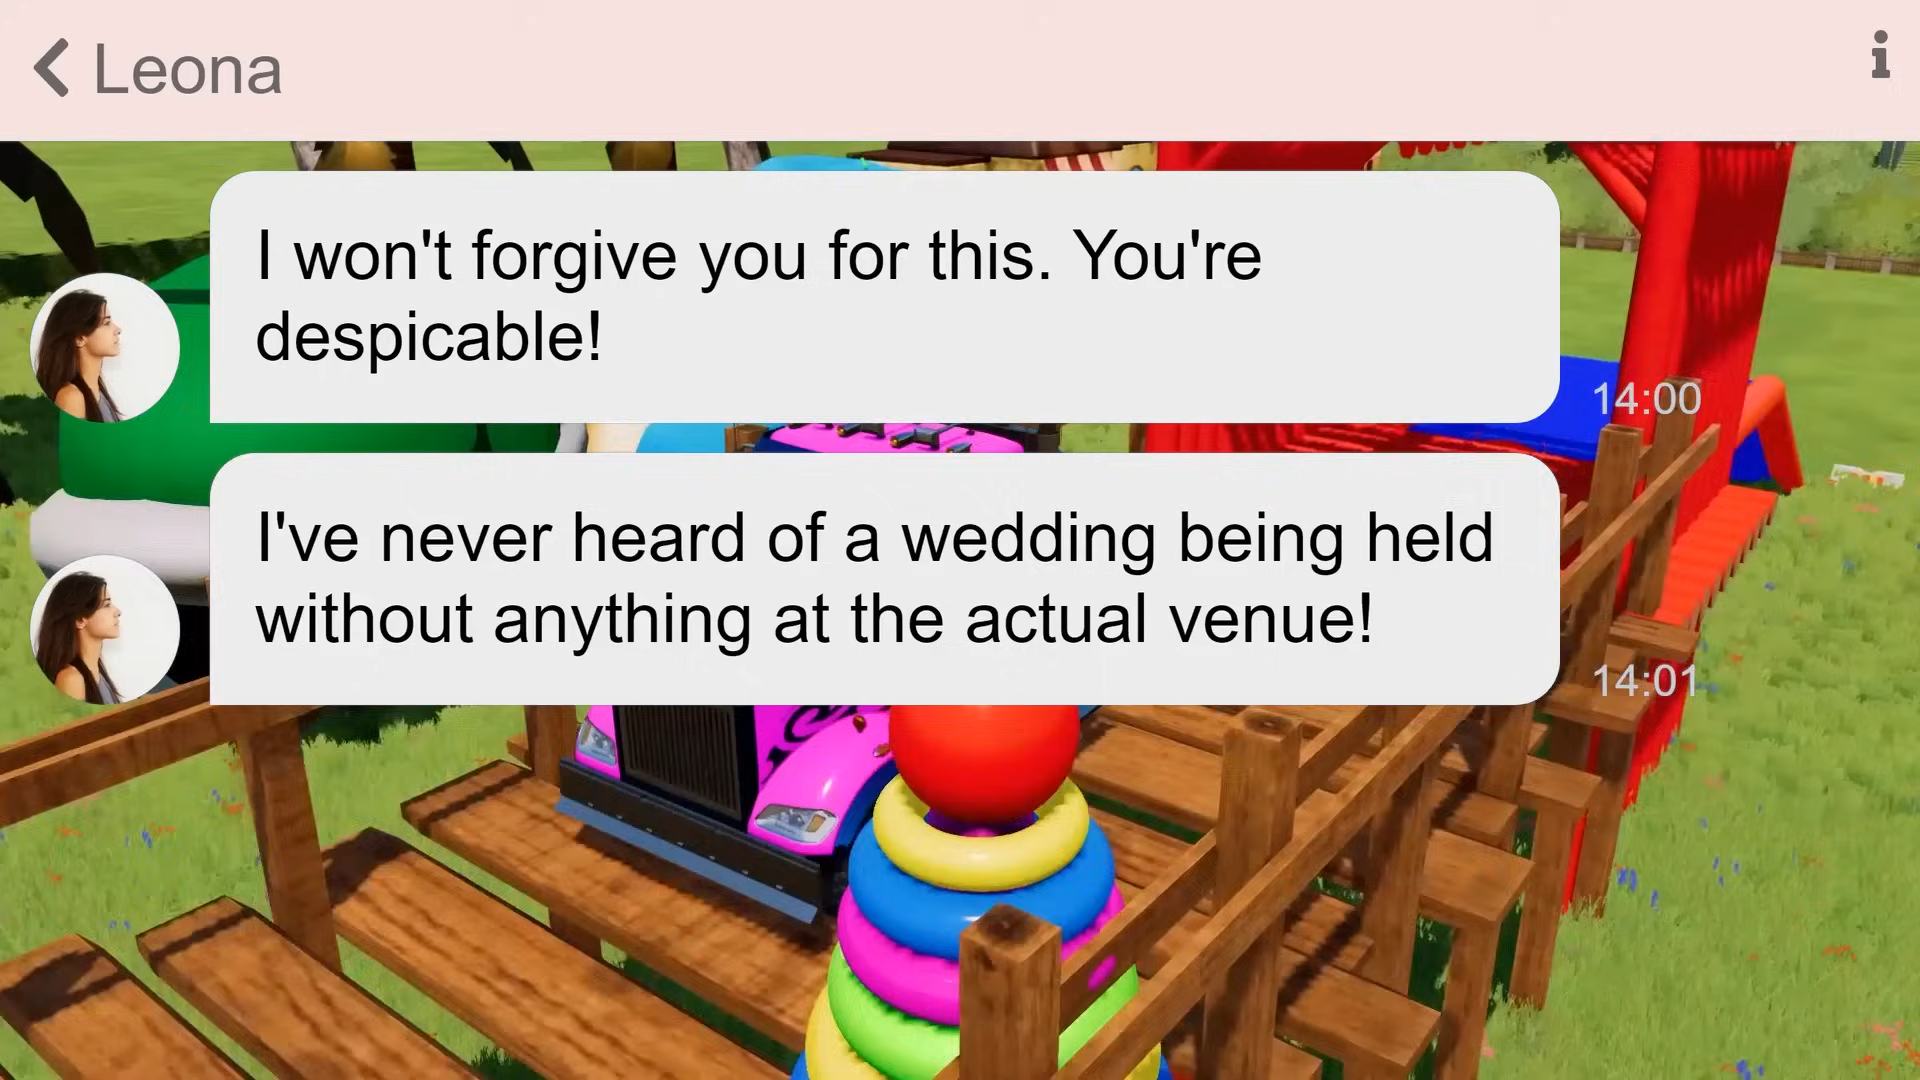 Leona
I won't forgive you for this. You're
despicable!
14:00
I've never heard of a wedding being held
without anything at the actual venue!
14:01